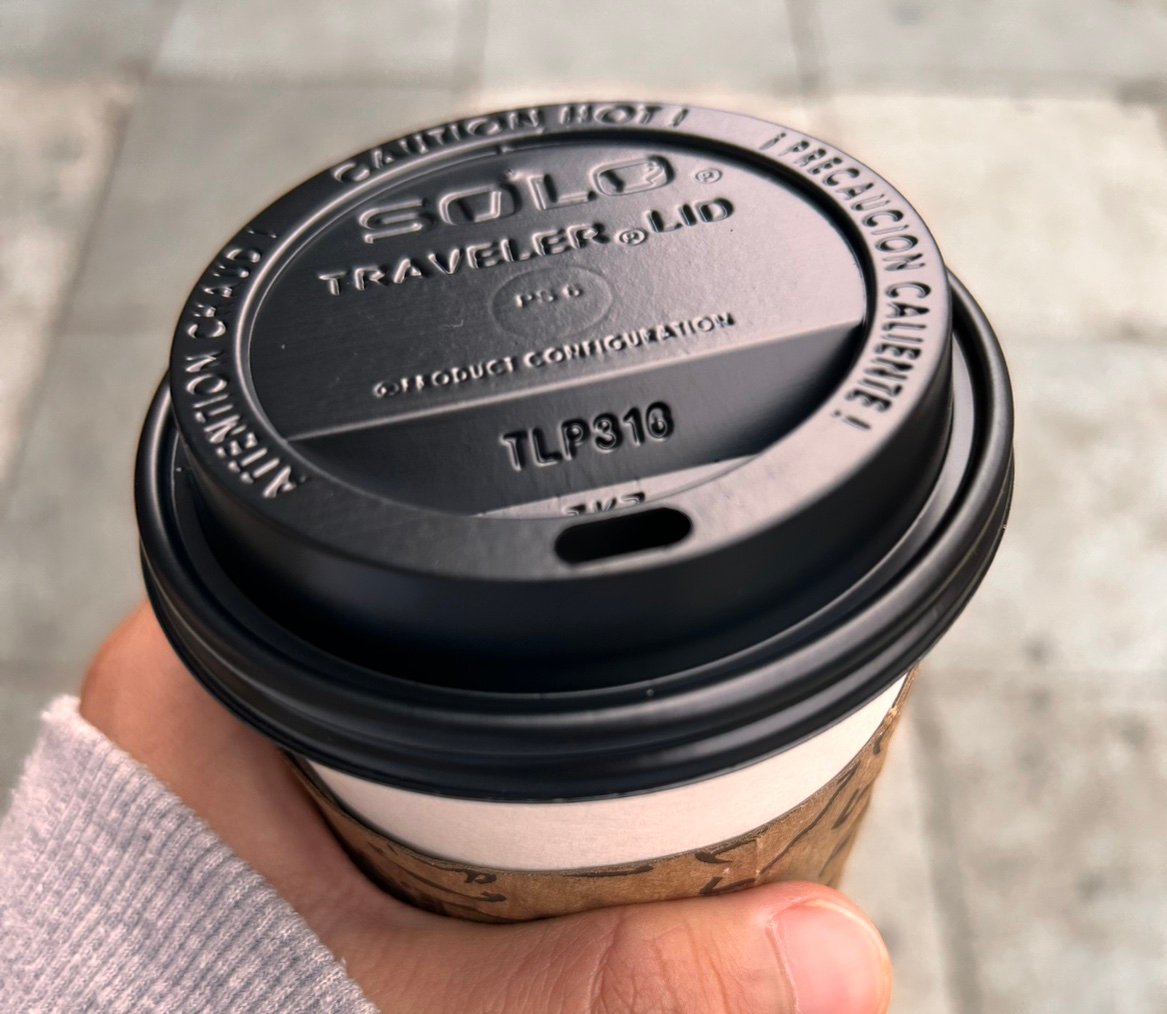 CAUTION HOT !
¡ PRECAUCION CALIENTE !
ATTENTION CHAUD !
SOLO®
TRAVELER® LID
PS 6
©PRODUCT CONFIGURATION
TLP316